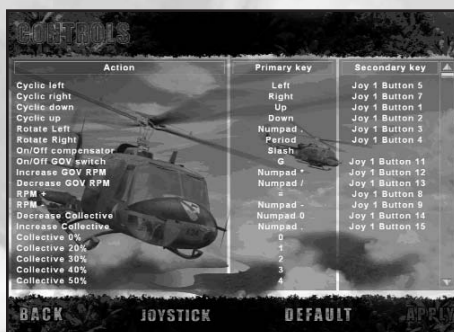 CONTROLS
Action Primary key Secondary key
Cyclic left Left Joy 1 Button 5
Cyclic right Right Joy 1 Button 7
Cyclic down Up Joy 1 Button 1
Cyclic up Down Joy 1 Button 2
Rotate Left Numpad . Joy 1 Button 3
Rotate Right Period Joy 1 Button 4
On/Off compensator Slash
On/Off GOV switch G Joy 1 Button 11
Increase GOV RPM Numpad * Joy 1 Button 12
Decrease GOV RPM Numpad / Joy 1 Button 13
RPM + = Joy 1 Button 8
RPM - Numpad - Joy 1 Button 9
Decrease Collective Numpad 0 Joy 1 Button 14
Increase Collective Numpad . Joy 1 Button 15
Collective 0% 0
Collective 20% 1
Collective 30% 2
Collective 40% 3
Collective 50% 4
BACK JOYSTICK DEFAULT APPLY